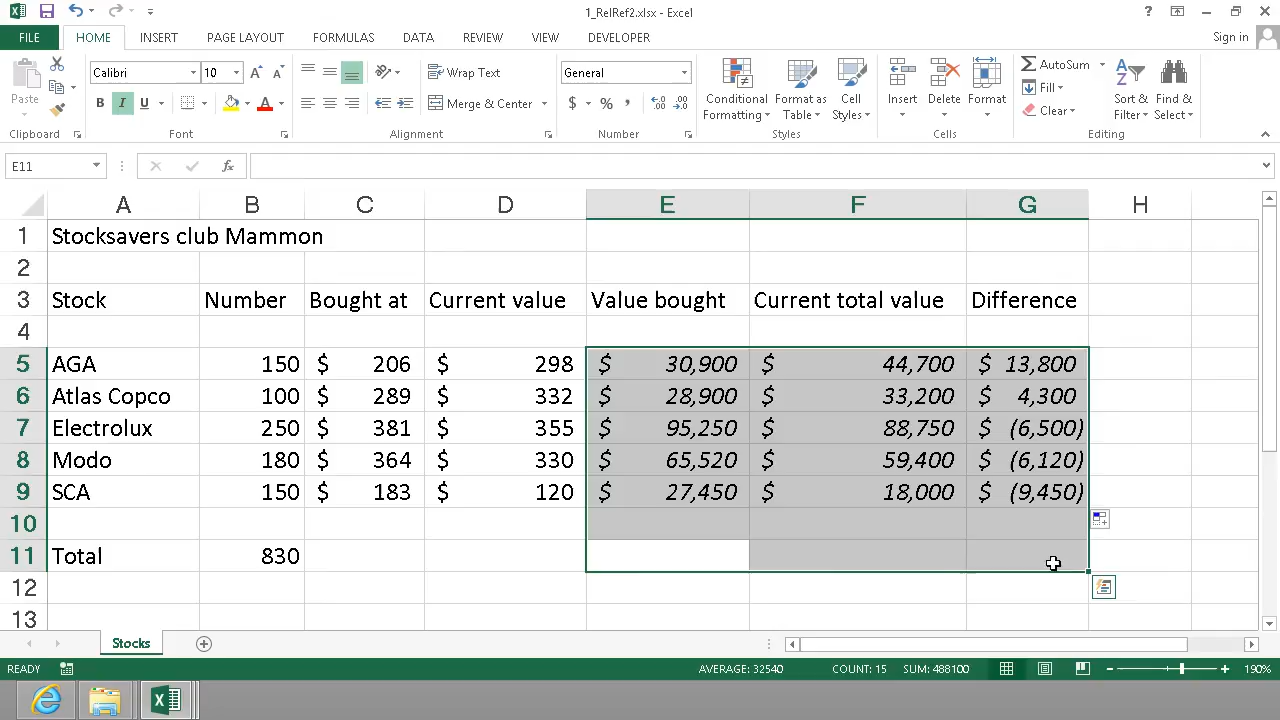 1_RelRef2.xlsx - Excel
FILE HOME INSERT PAGE LAYOUT FORMULAS DATA REVIEW VIEW DEVELOPER Sign in
Paste
Calibri 10
B I U A
Wrap Text
Merge & Center
General
$ % ,
Conditional Formatting
Format as Table
Cell Styles
Insert Delete Format
AutoSum
Fill
Clear
Sort & Filter
Find & Select
Clipboard Font Alignment Number Styles Cells Editing
E11 fx
A B C D E F G H
1 Stocksavers club Mammon
2
3 Stock Number Bought at Current value Value bought Current total value Difference
4
5 AGA 150 $ 206 $ 298 $ 30,900 $ 44,700 $ 13,800
6 Atlas Copco 100 $ 289 $ 332 $ 28,900 $ 33,200 $ 4,300
7 Electrolux 250 $ 381 $ 355 $ 95,250 $ 88,750 $ (6,500)
8 Modo 180 $ 364 $ 330 $ 65,520 $ 59,400 $ (6,120)
9 SCA 150 $ 183 $ 120 $ 27,450 $ 18,000 $ (9,450)
10
11 Total 830
12
13
Stocks
READY AVERAGE: 32540 COUNT: 15 SUM: 488100 190%